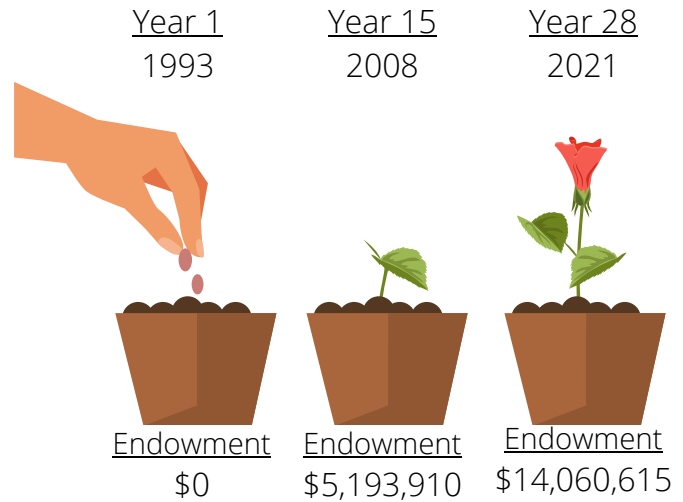 Year 1
1993
Year 15
2008
Year 28
2021
Endowment
$0
Endowment
$5,193,910
Endowment
$14,060,615